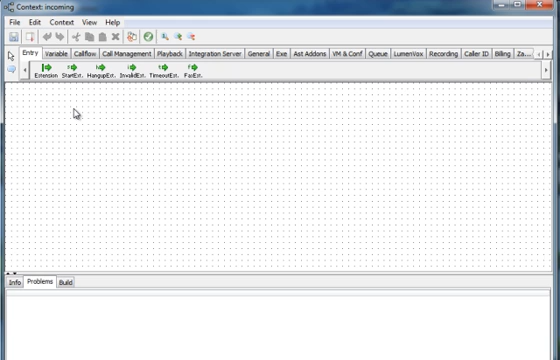 Context: incoming
File Edit Context View Help
Entry Variable Callflow Call Management Playback Integration Server General Exe Ast Addons VM & Conf Queue LumenVox Recording Caller ID Billing Za...
Extension StartExt. HangupExt. InvalidExt. TimeoutExt. FaxExt.
Info Problems Build